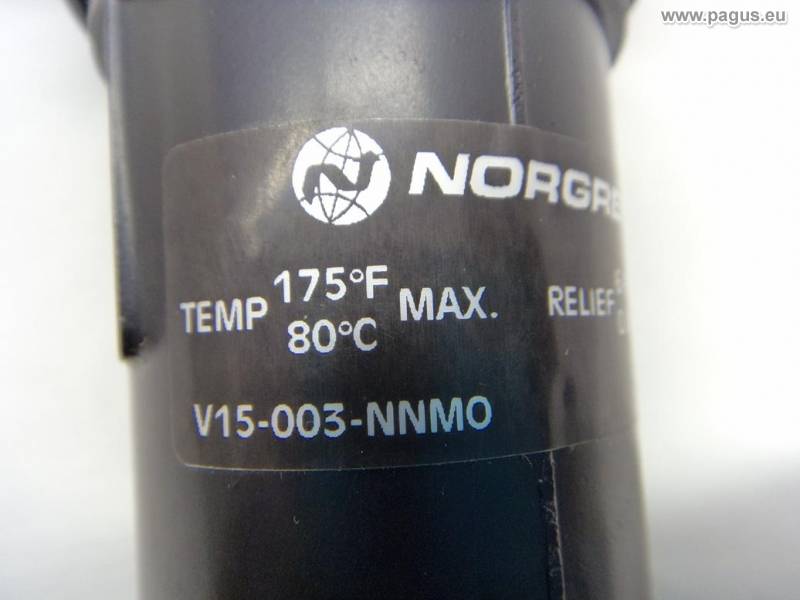 www.pagus.eu
NORGRE
TEMP 175°F MAX. RELIEF
80°C
V15-003-NNMO